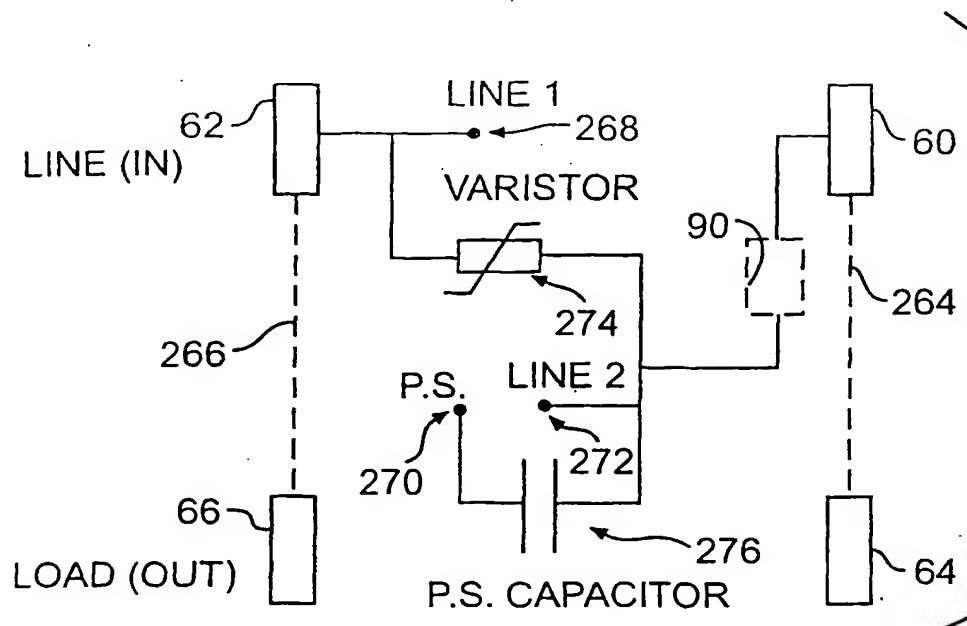 LINE 1
62
268
60
LINE (IN)
VARISTOR
90
274
264
266
P.S.
LINE 2
270
272
66
276
64
LOAD (OUT)
P.S. CAPACITOR